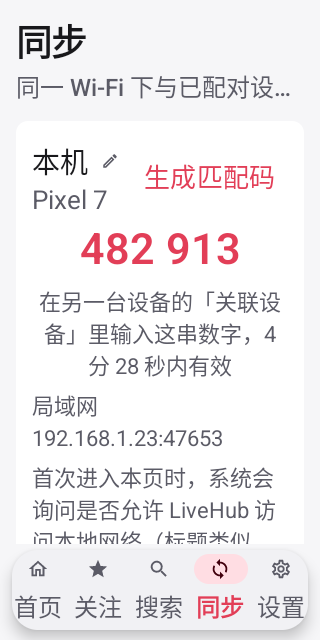 同步
同一 Wi-Fi 下与已配对设…
本机
生成匹配码
Pixel 7
482 913
在另一台设备的「关联设
备」里输入这串数字，4
分 28 秒内有效
局域网
192.168.1.23:47653
首次进入本页时，系统会
询问是否允许 LiveHub 访
问本地网络（标题类似
首页 关注 搜索 同步 设置